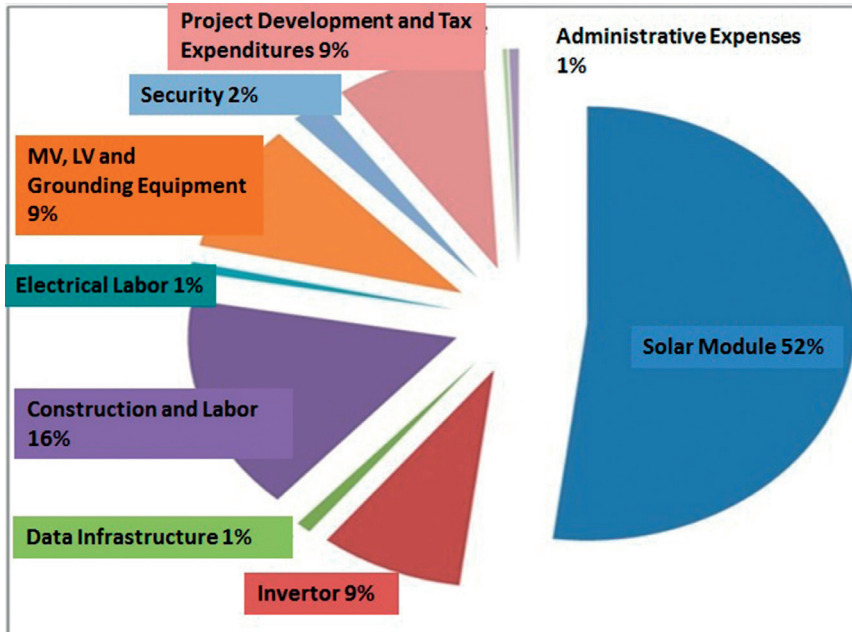 Project Development and Tax
Expenditures 9%
Administrative Expenses
1%
Security 2%
MV, LV and
Grounding Equipment
9%
Electrical Labor 1%
Solar Module 52%
Construction and Labor
16%
Data Infrastructure 1%
Invertor 9%